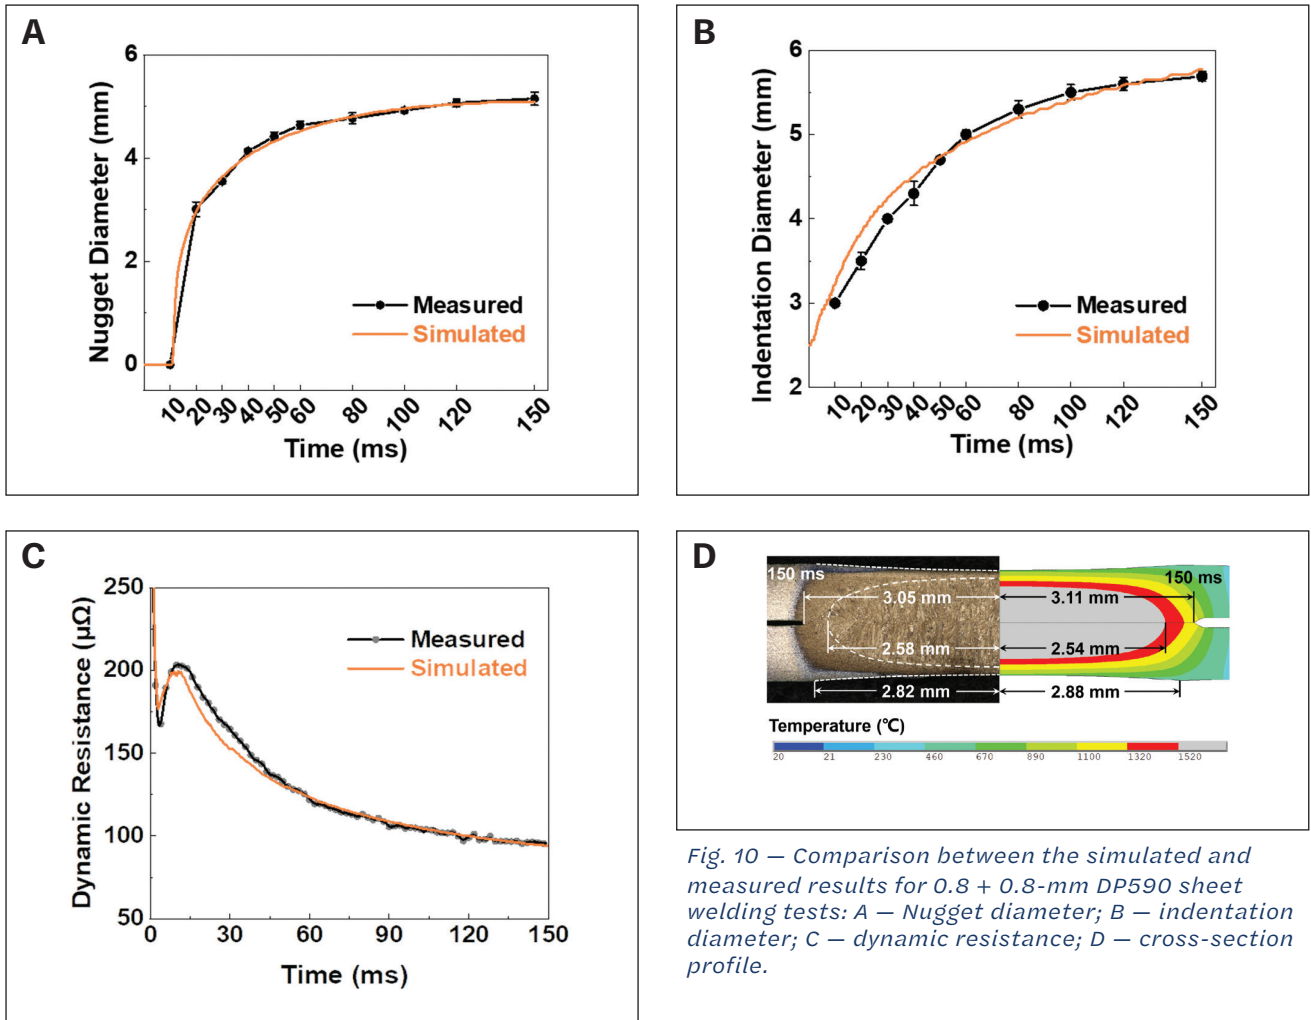 A
Nugget Diameter (mm)
6
4
2
0
Measured
Simulated
10 20 30 40 50 60 80 100 120 150
Time (ms)
B
Indentation Diameter (mm)
6
5
4
3
2
Measured
Simulated
10 20 30 40 50 60 80 100 120 150
Time (ms)
C
Dynamic Resistance (μΩ)
250
200
150
100
50
Measured
Simulated
0 30 60 90 120 150
Time (ms)
D
150 ms 150 ms
3.05 mm 3.11 mm
2.58 mm 2.54 mm
2.82 mm 2.88 mm
Temperature (℃)
20 21 230 460 670 890 1100 1320 1520
Fig. 10 — Comparison between the simulated and
measured results for 0.8 + 0.8-mm DP590 sheet
welding tests: A — Nugget diameter; B — indentation
diameter; C — dynamic resistance; D — cross-section
profile.